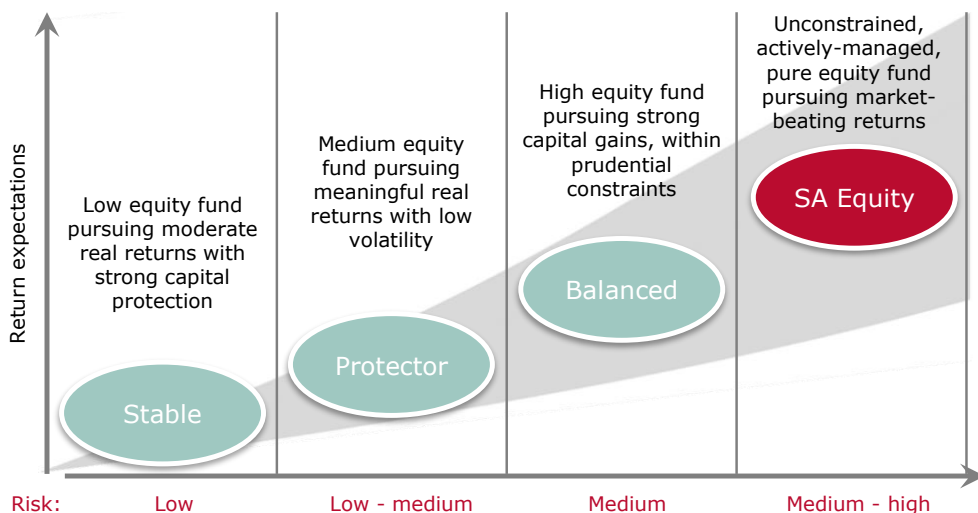 Return expectations
Low equity fund
pursuing moderate
real returns with
strong capital
protection
Stable
Medium equity
fund pursuing
meaningful real
returns with low
volatility
Protector
High equity fund
pursuing strong
capital gains, within
prudential
constraints
Balanced
Unconstrained,
actively-managed,
pure equity fund
pursuing market-
beating returns
SA Equity
Risk: Low Low - medium Medium Medium - high